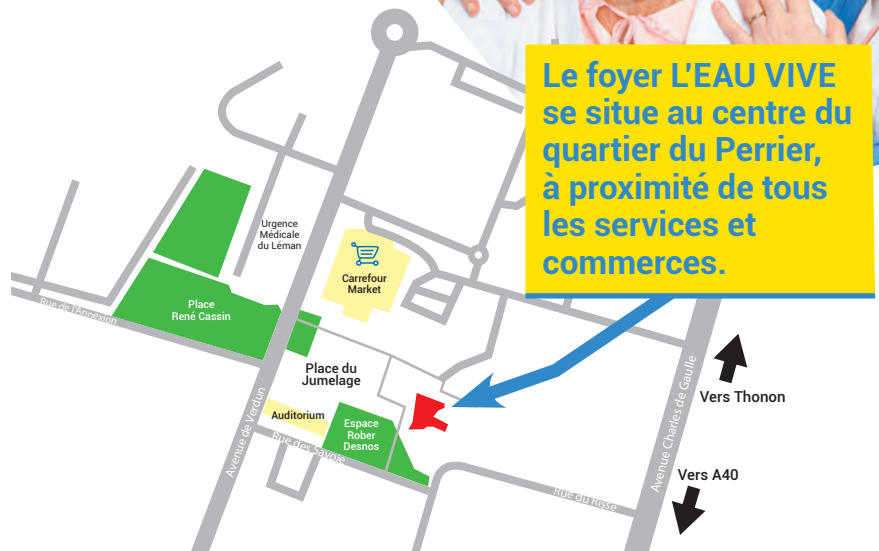 Le foyer L'EAU VIVE
se situe au centre du
quartier du Perrier,
à proximité de tous
les services et
commerces.
Urgence
Médicale
du Léman
Carrefour
Market
Place
René Cassin
Rue de l'Annexion
Place du
Jumelage
Auditorium
Espace
Rober
Desnos
Rue des Savoie
Avenue de Verdun
Avenue Charles de Gaulle
Vers Thonon
Vers A40
Rue du Risse